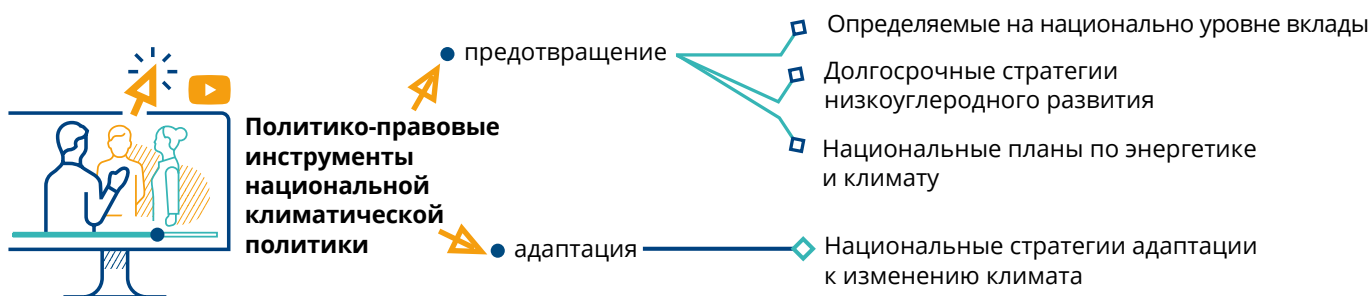 Политико-правовые
инструменты
национальной
климатической
политики
предотвращение
Определяемые на национально уровне вклады
Долгосрочные стратегии
низкоуглеродного развития
Национальные планы по энергетике
и климату
адаптация
Национальные стратегии адаптации
к изменению климата